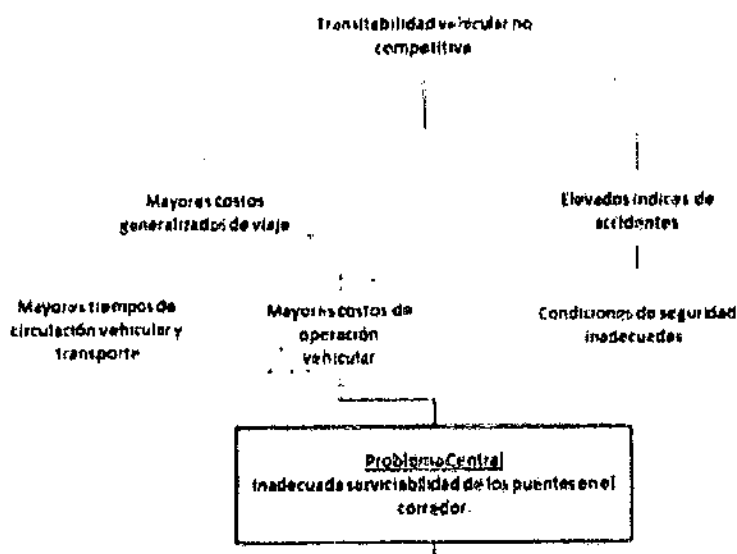 Transitabilidad vehicular no
competitiva
Mayores costos
generalizados de viaje
Elevados índices de
accidentes
Mayores tiempos de
circulación vehicular y
transporte
Mayores costos de
operación
vehicular
Condiciones de seguridad
inadecuadas
Problema Central
Inadecuada serviciabilidad de los puentes en el
corredor.